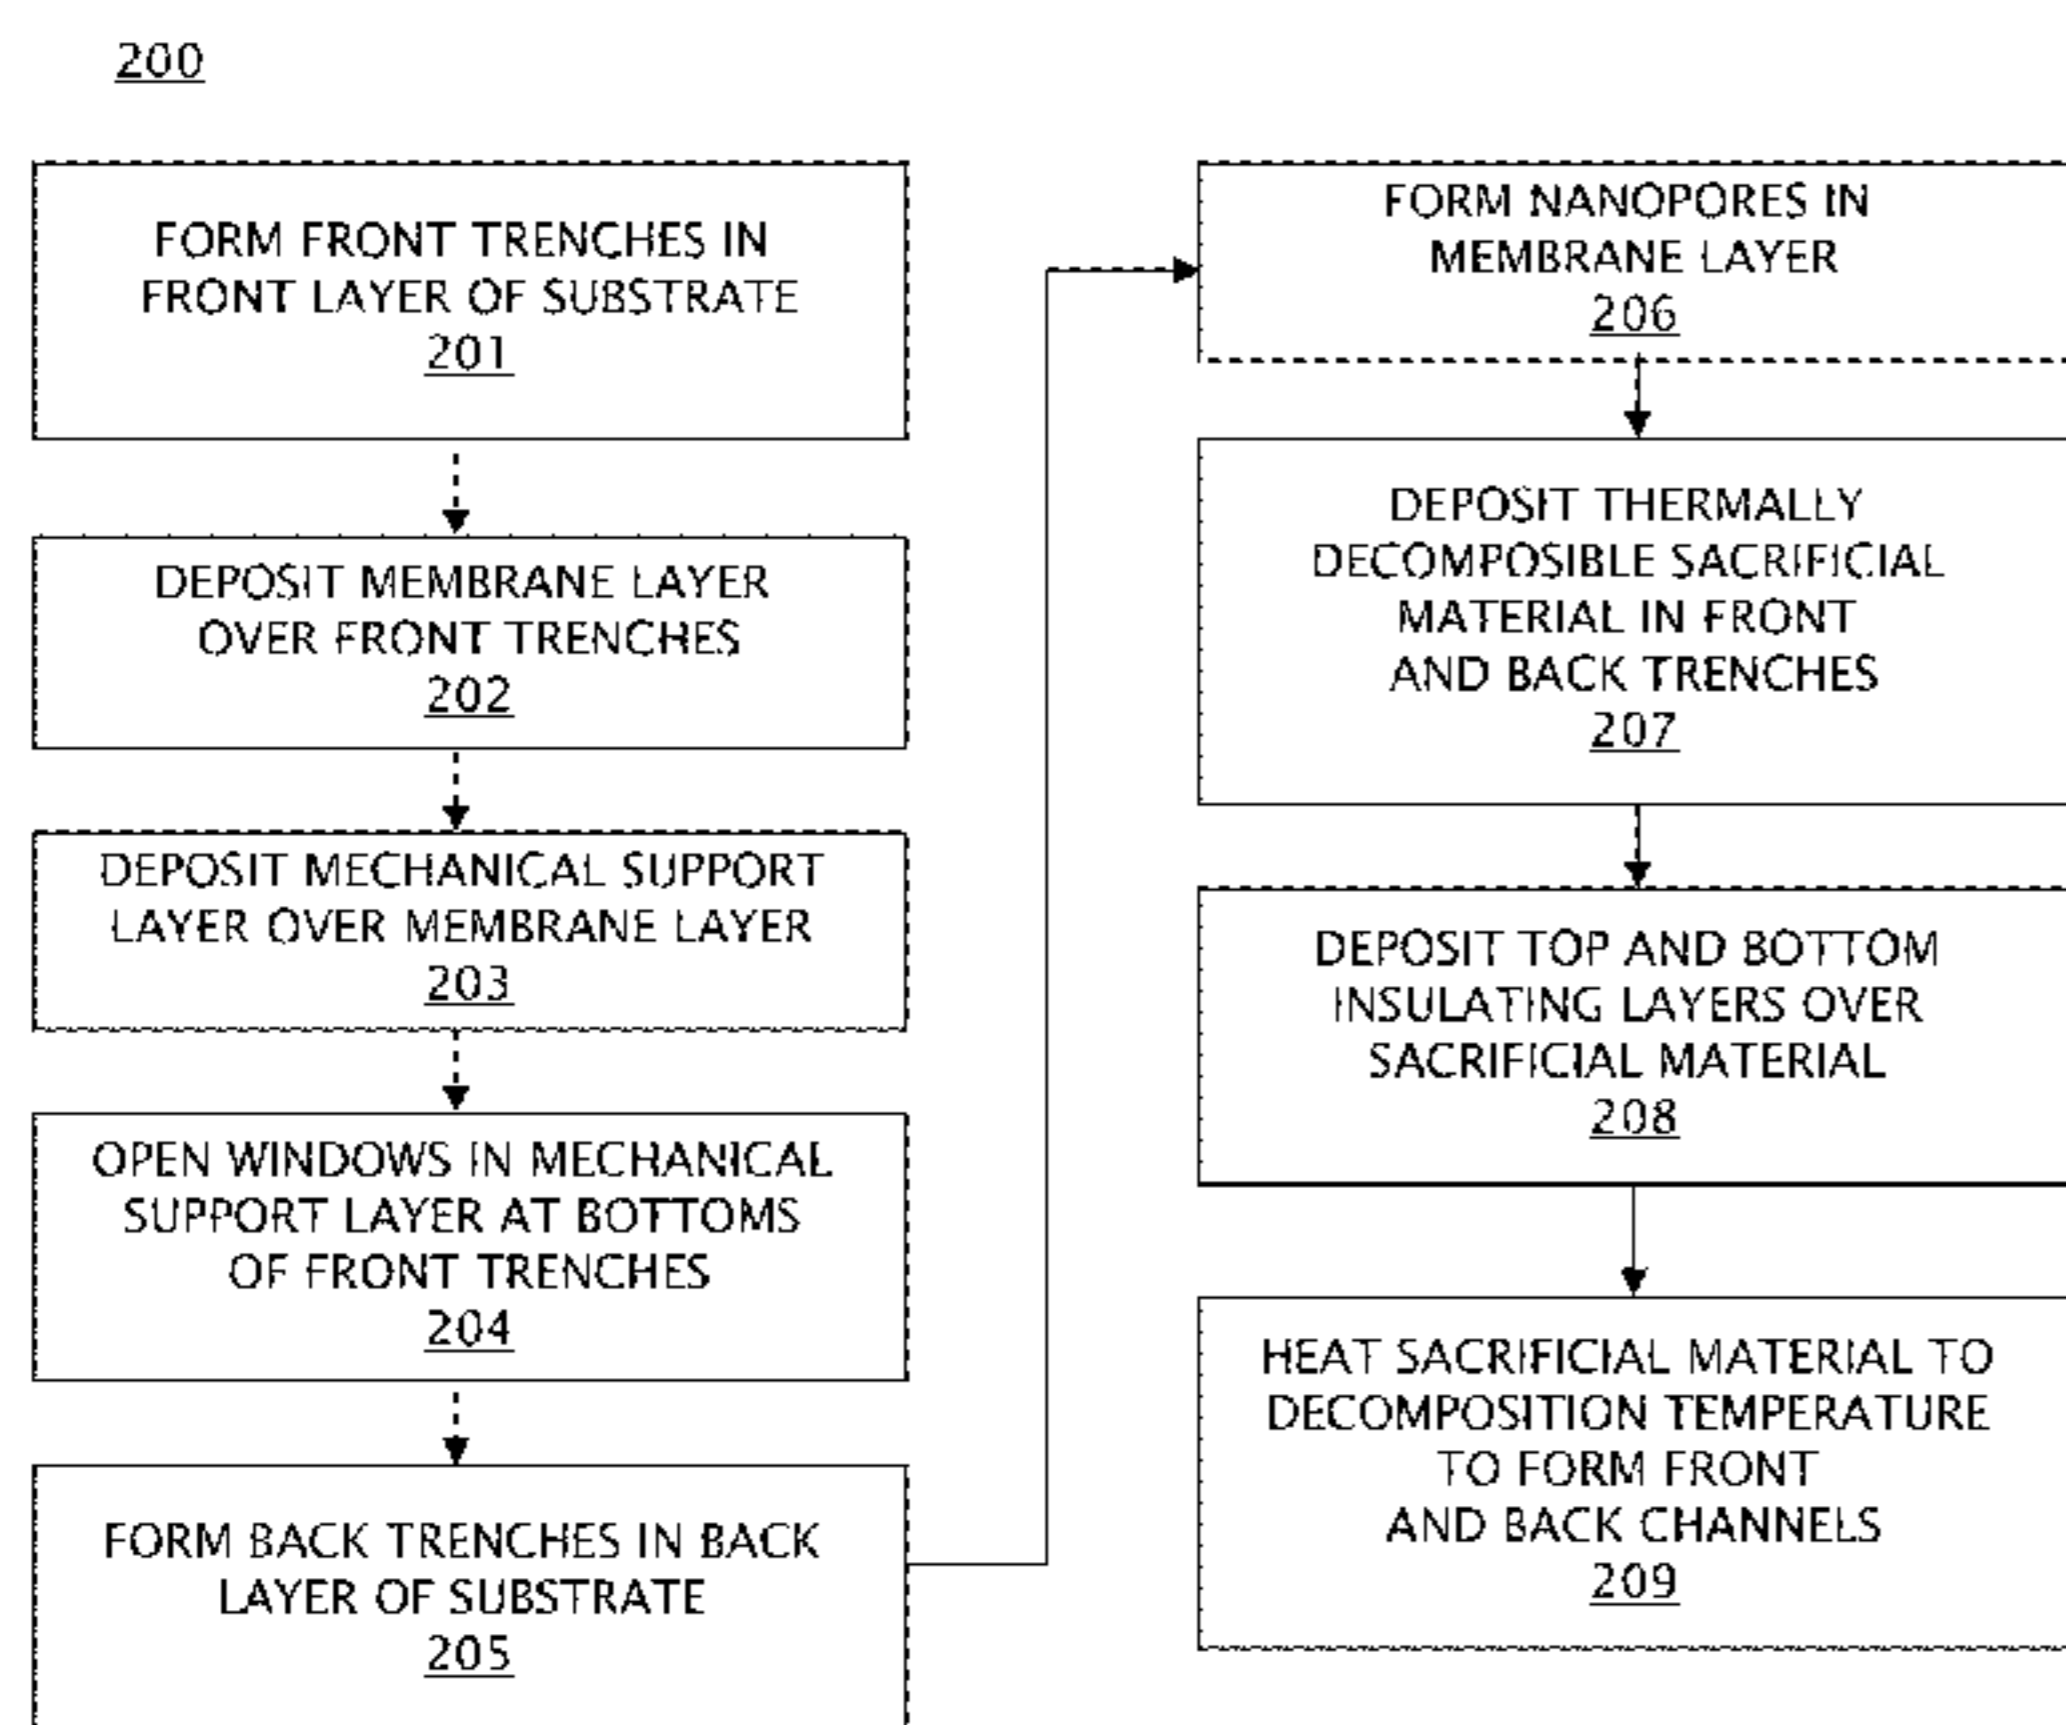 200
FORM FRONT TRENCHES IN
FRONT LAYER OF SUBSTRATE
201
DEPOSIT MEMBRANE LAYER
OVER FRONT TRENCHES
202
DEPOSIT MECHANICAL SUPPORT
LAYER OVER MEMBRANE LAYER
203
OPEN WINDOWS IN MECHANICAL
SUPPORT LAYER AT BOTTOMS
OF FRONT TRENCHES
204
FORM BACK TRENCHES IN BACK
LAYER OF SUBSTRATE
205
FORM NANOPORES IN
MEMBRANE LAYER
206
DEPOSIT THERMALLY
DECOMPOSIBLE SACRIFICIAL
MATERIAL IN FRONT
AND BACK TRENCHES
207
DEPOSIT TOP AND BOTTOM
INSULATING LAYERS OVER
SACRIFICIAL MATERIAL
208
HEAT SACRIFICIAL MATERIAL TO
DECOMPOSITION TEMPERATURE
TO FORM FRONT
AND BACK CHANNELS
209